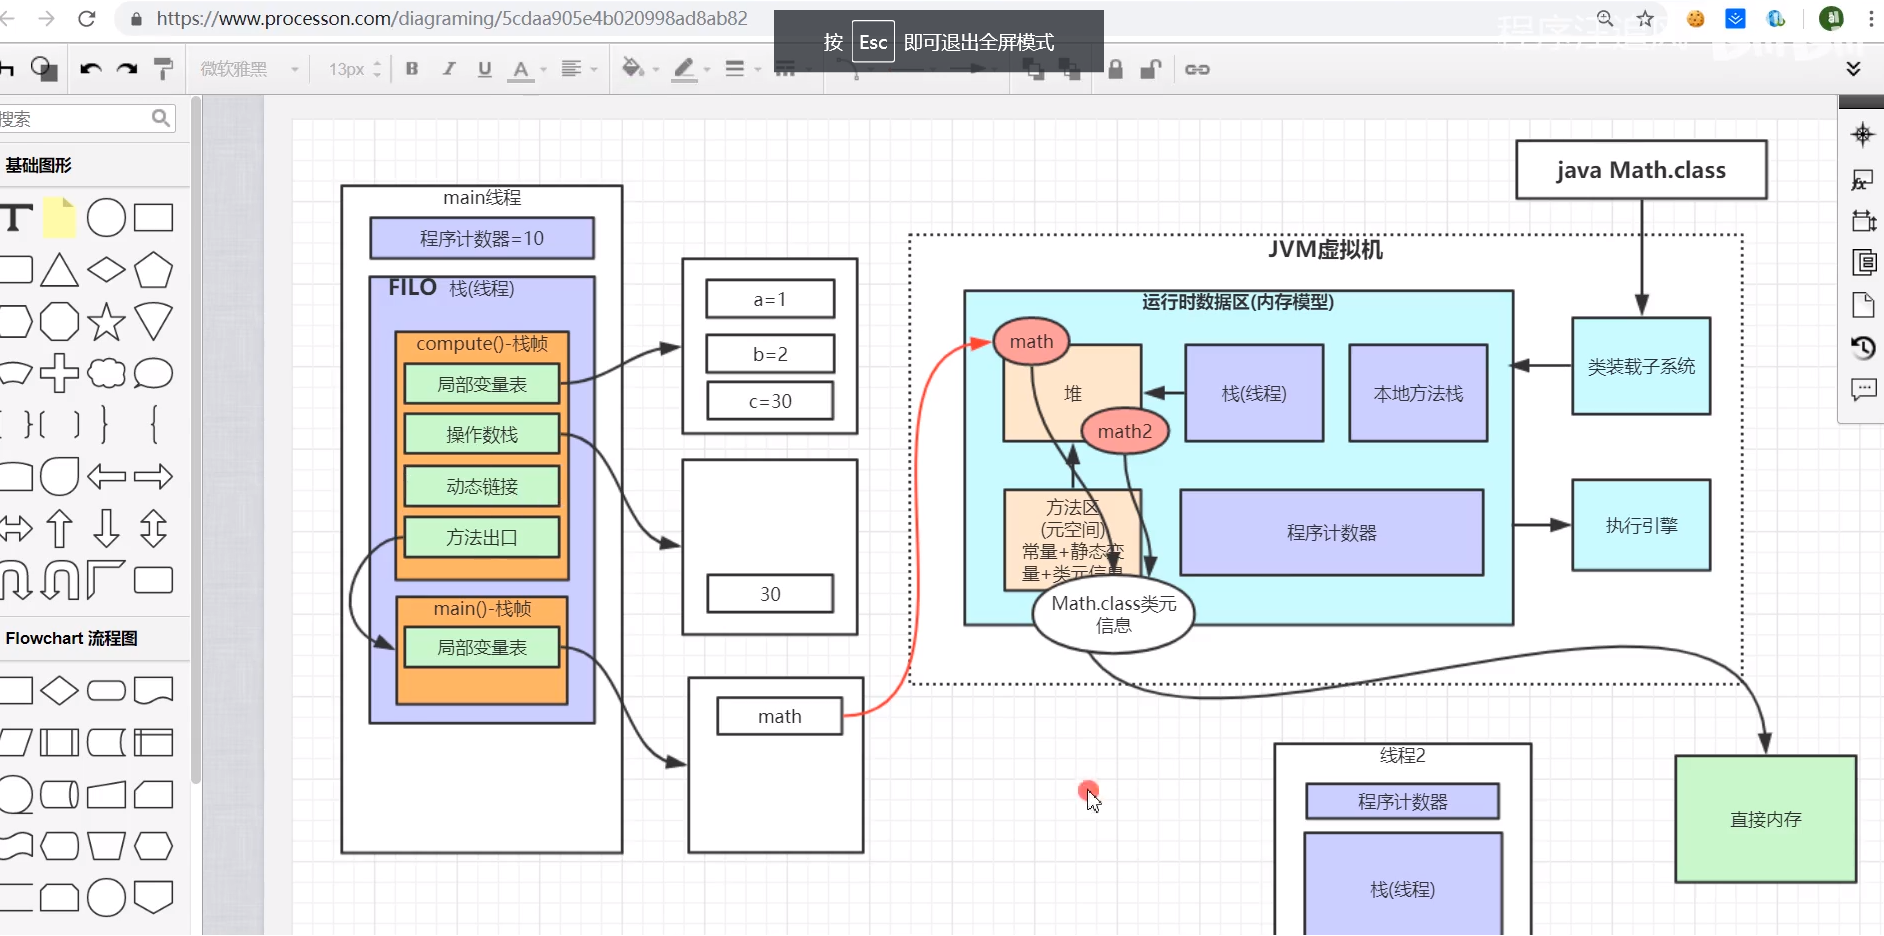 https://www.processon.com/diagraming/5cdaa905e4b020998ad8ab82
按 Esc 即可退出全屏模式
微软雅黑
13px
B I U A
搜索
基础图形
T
Flowchart 流程图
main线程
程序计数器=10
FILO 栈(线程)
compute()-栈帧
局部变量表
操作数栈
动态链接
方法出口
main()-栈帧
局部变量表
a=1
b=2
c=30
30
math
java Math.class
JVM虚拟机
运行时数据区(内存模型)
math
堆
math2
栈(线程)
本地方法栈
类装载子系统
方法区
(元空间)
常量+静态变
量+类元信息
程序计数器
执行引擎
Math.class类元
信息
线程2
程序计数器
栈(线程)
直接内存